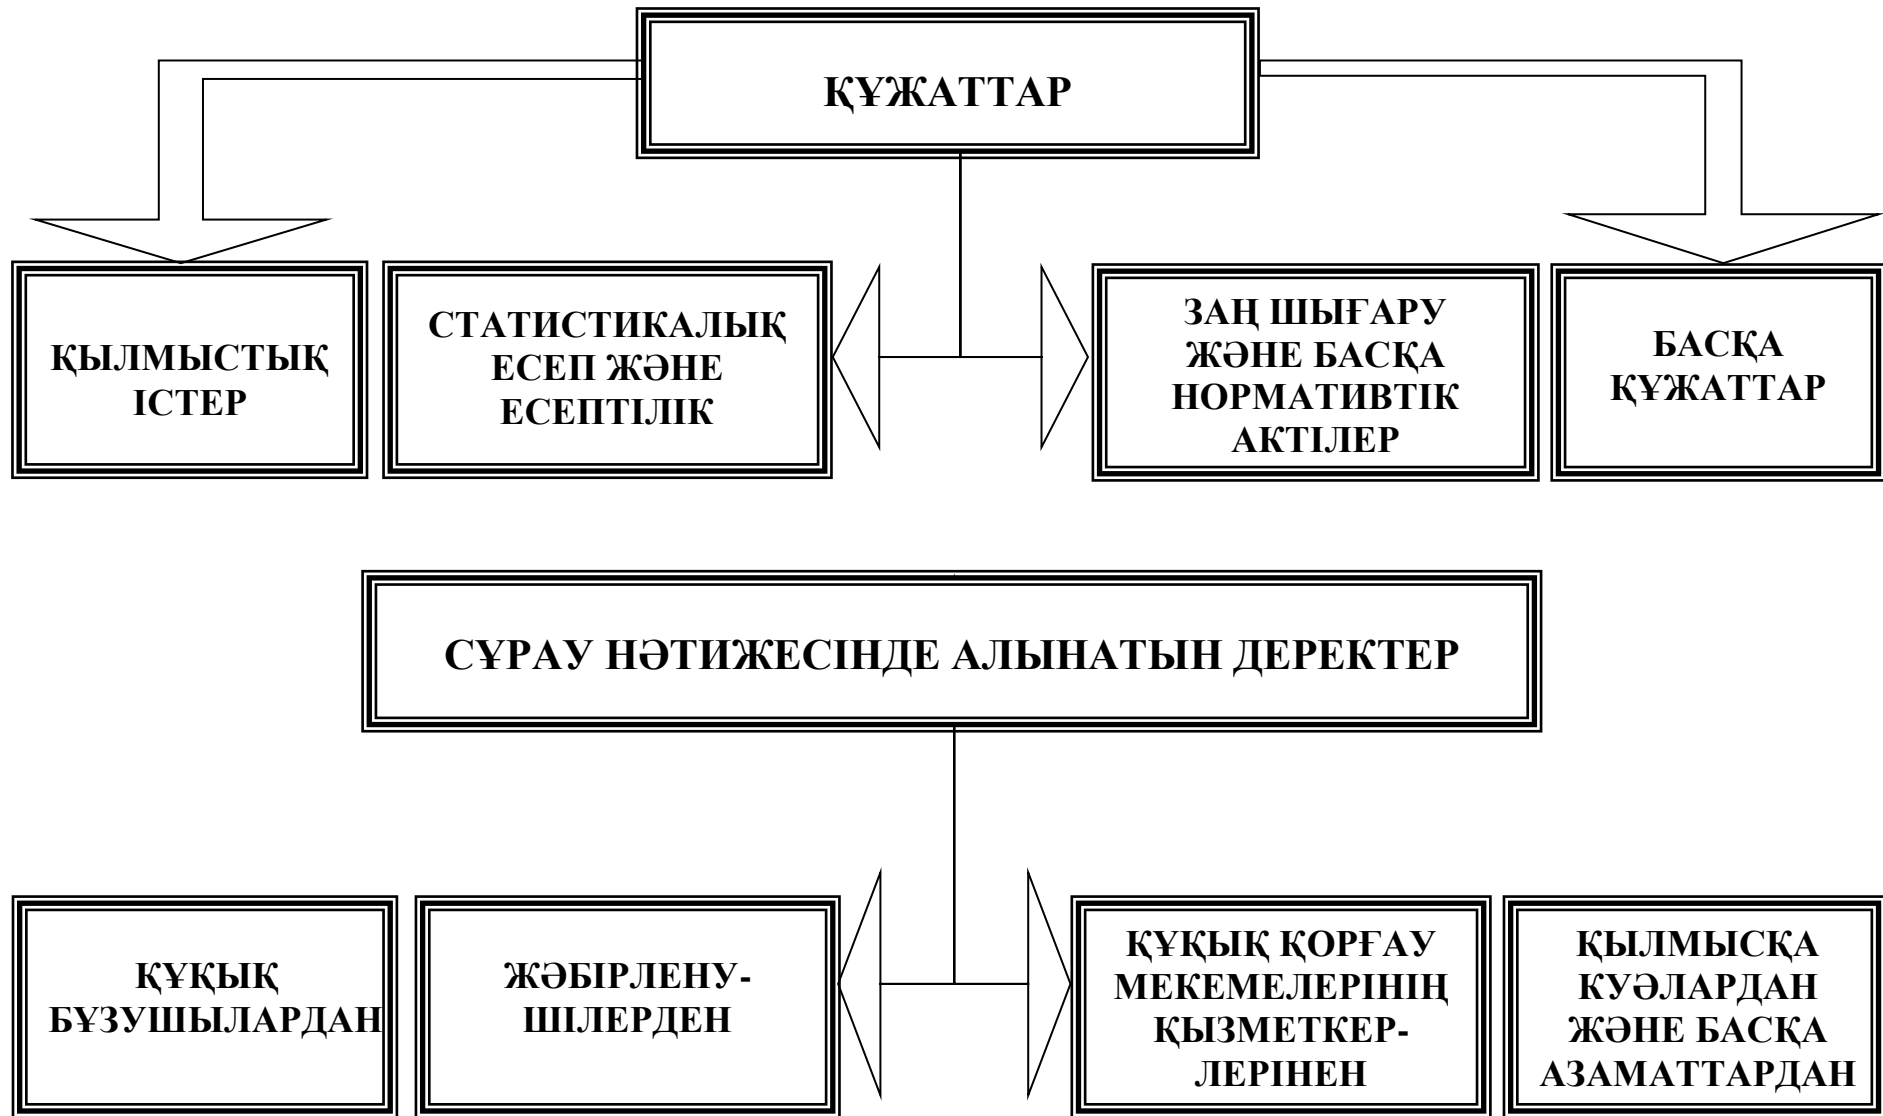 ҚҰЖАТТАР
ҚЫЛМЫСТЫҚ
ІСТЕР
СТАТИСТИКАЛЫҚ
ЕСЕП ЖӘНЕ
ЕСЕПТІЛІК
ЗАҢ ШЫҒАРУ
ЖӘНЕ БАСҚА
НОРМАТИВТІК
АКТІЛЕР
БАСҚА
ҚҰЖАТТАР
СҰРАУ НӘТИЖЕСІНДЕ АЛЫНАТЫН ДЕРЕКТЕР
ҚҰҚЫҚ
БҰЗУШЫЛАРДАН
ЖӘБІРЛЕНУ-
ШІЛЕРДЕН
ҚҰҚЫҚ ҚОРҒАУ
МЕКЕМЕЛЕРІНІҢ
ҚЫЗМЕТКЕР-
ЛЕРІНЕН
ҚЫЛМЫСҚА
КУӘЛАРДАН
ЖӘНЕ БАСҚА
АЗАМАТТАРДАН